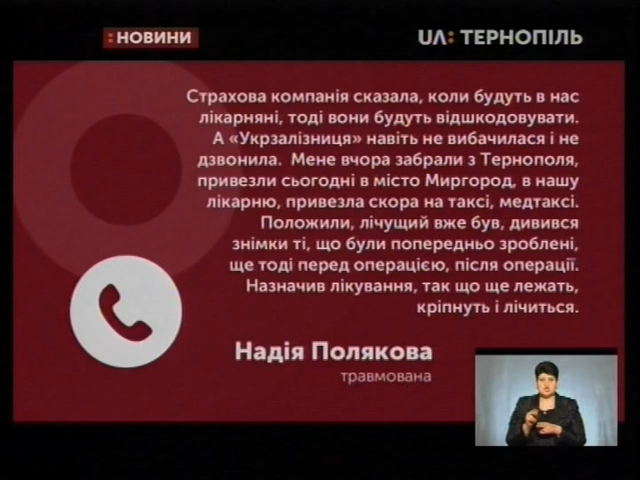 :НОВИНИ
UA: ТЕРНОПІЛЬ
Страхова компанія сказала, коли будуть в нас
лікарняні, тоді вони будуть відшкодовувати.
А «Укрзалізниця» навіть не вибачилася і не
дзвонила. Мене вчора забрали з Тернополя,
привезли сьогодні в місто Миргород, в нашу
лікарню, привезла скора на таксі, медтаксі.
Положили, лічущий вже був, дивився
знімки ті, що були попередньо зроблені,
ще тоді перед операцією, після операції.
Назначив лікування, так що ще лежать,
кріпнуть і лічиться.
Надія Полякова
травмована